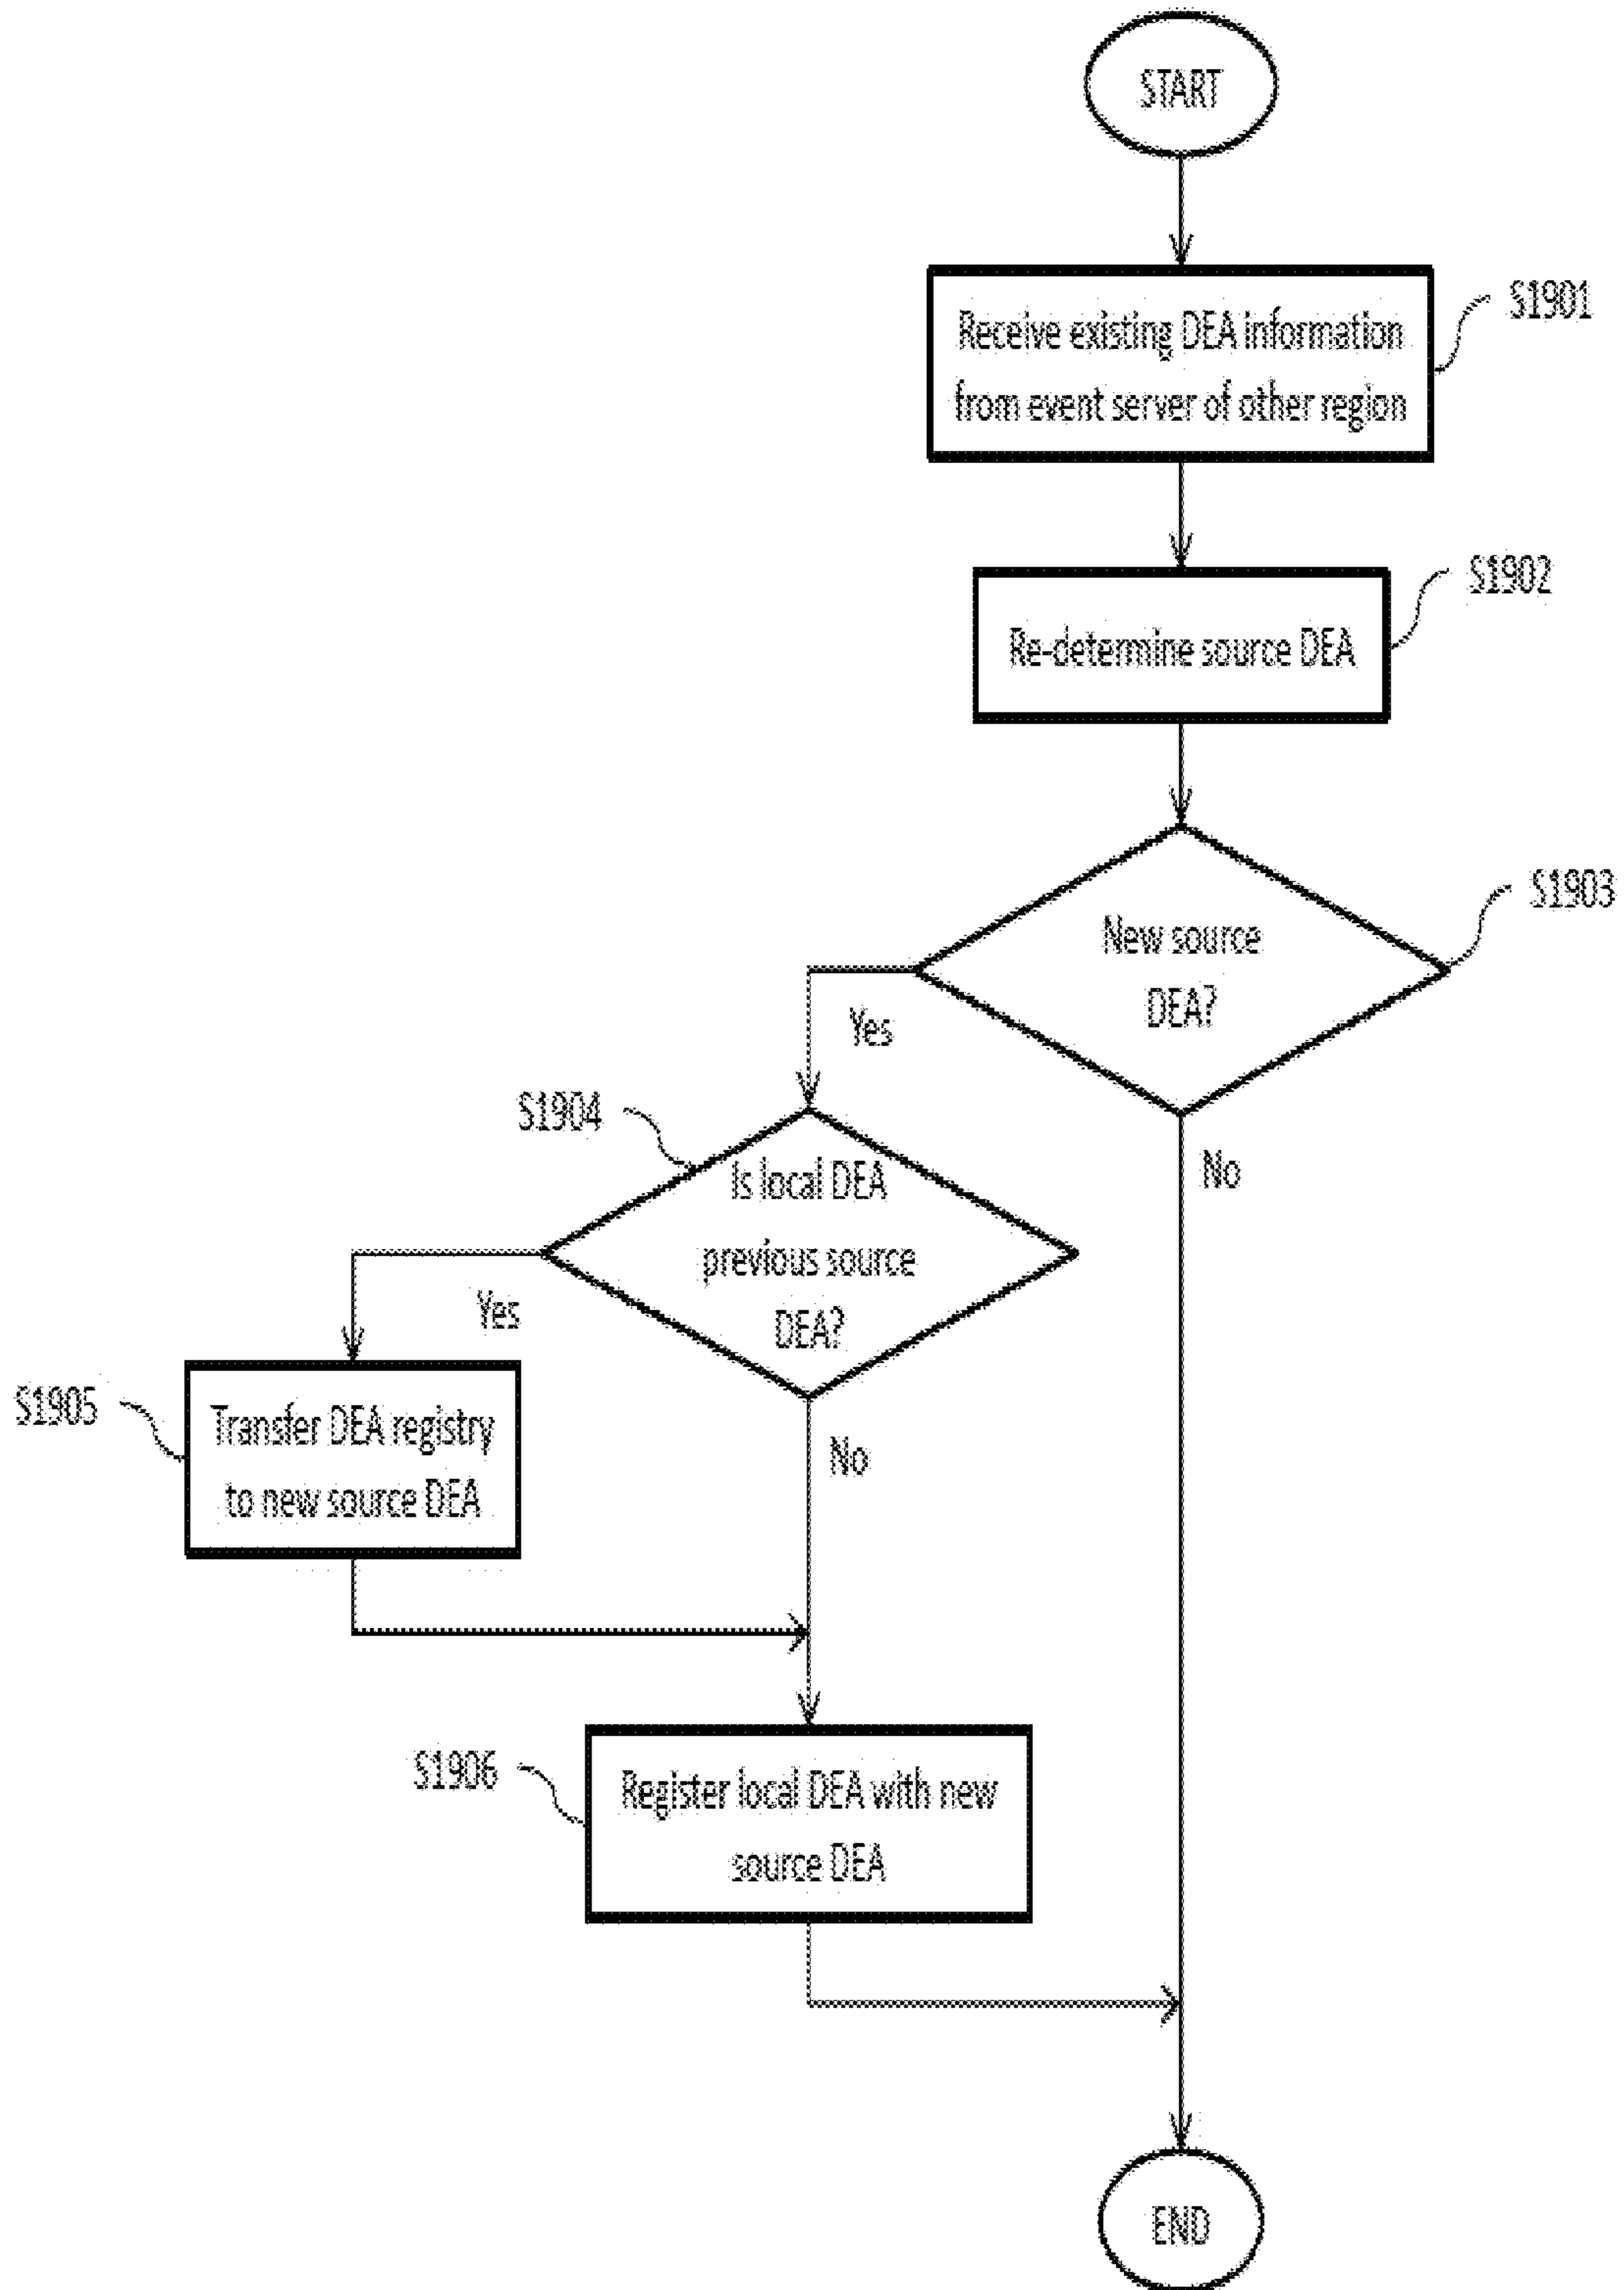 START
Receive existing DEA information
from event server of other region
S1901
Re-determine source DEA
S1902
New source
DEA?
S1903
Yes
No
S1904
Is local DEA
previous source
DEA?
Yes
No
S1905
Transfer DEA registry
to new source DEA
S1906
Register local DEA with new
source DEA
END